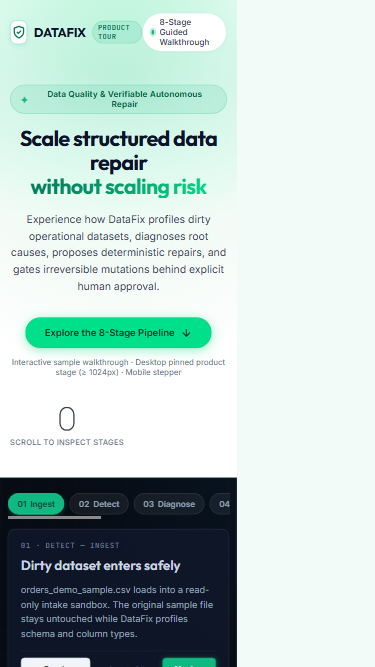 DATAFIX
PRODUCT
TOUR
8-Stage
Guided
Walkthrough
Data Quality & Verifiable Autonomous
Repair
Scale structured data
repair
without scaling risk
Experience how DataFix profiles dirty
operational datasets, diagnoses root
causes, proposes deterministic repairs, and
gates irreversible mutations behind explicit
human approval.
Explore the 8-Stage Pipeline ↓
Interactive sample walkthrough · Desktop pinned product
stage (≥ 1024px) · Mobile stepper
SCROLL TO INSPECT STAGES
01 Ingest
02 Detect
03 Diagnose
04
01 · DETECT — INGEST
Dirty dataset enters safely
orders_demo_sample.csv loads into a read-
only intake sandbox. The original sample file
stays untouched while DataFix profiles
schema and column types.